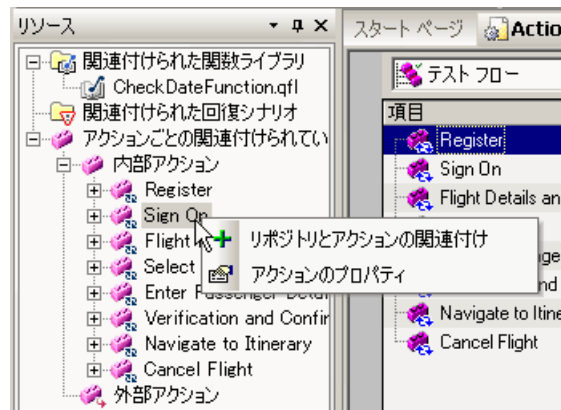 リソース
スタート ページ
Actio
関連付けられた関数ライブラリ
CheckDateFunction.qfl
関連付けられた回復シナリオ
アクションごとの関連付けられてい
内部アクション
Register
Sign On
Flight
Select
Enter Passenger Detai
Verification and Confir
Navigate to Itinerary
Cancel Flight
外部アクション
リポジトリとアクションの関連付け
アクションのプロパティ
テスト フロー
項目
Register
Sign On
Flight Details an
age
nd
Navigate to Itine
Cancel Flight